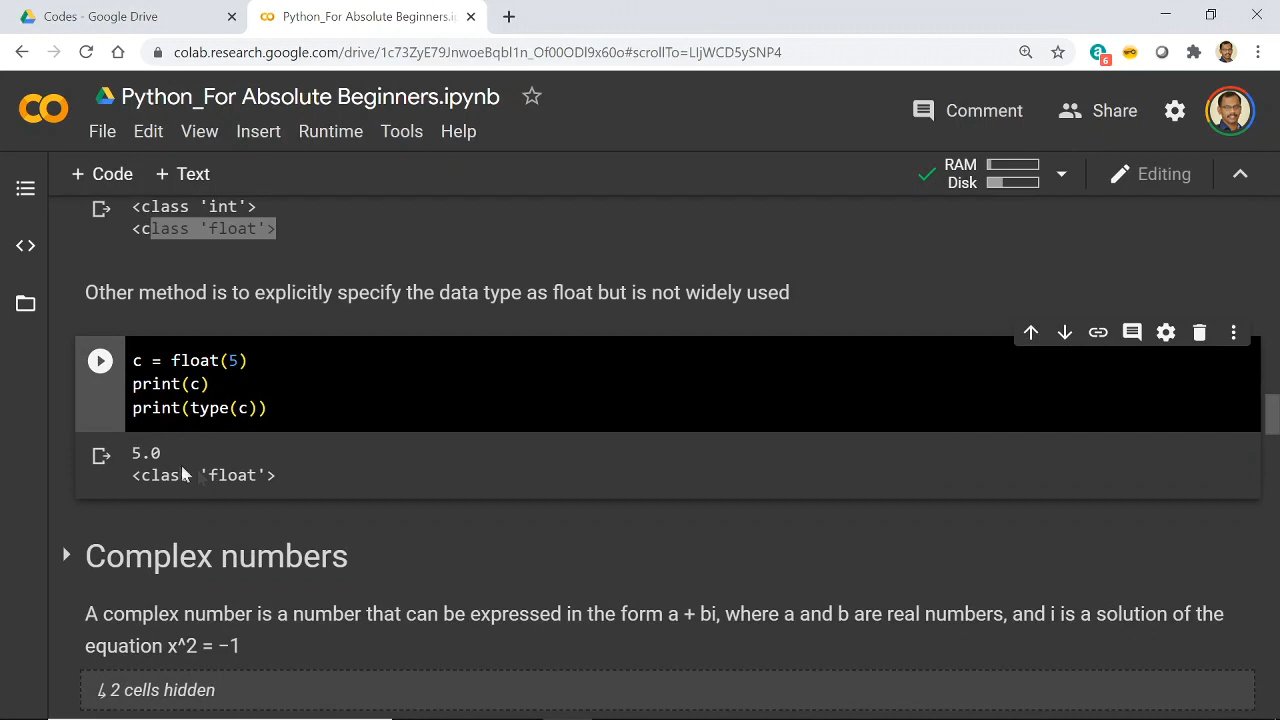 Codes - Google Drive
Python_For Absolute Beginners.i
colab.research.google.com/drive/1c73ZyE79JnwoeBqbl1n_Of00ODl9x60o#scrollTo=LIjWCD5ySNP4
6
Python_For Absolute Beginners.ipynb
Comment
Share
File Edit View Insert Runtime Tools Help
+ Code + Text
RAM
Disk
Editing
<class 'int'>
<class 'float'>
Other method is to explicitly specify the data type as float but is not widely used
c = float(5)
print(c)
print(type(c))
5.0
<class 'float'>
Complex numbers
A complex number is a number that can be expressed in the form a + bi, where a and b are real numbers, and i is a solution of the
equation x^2 = −1
2 cells hidden